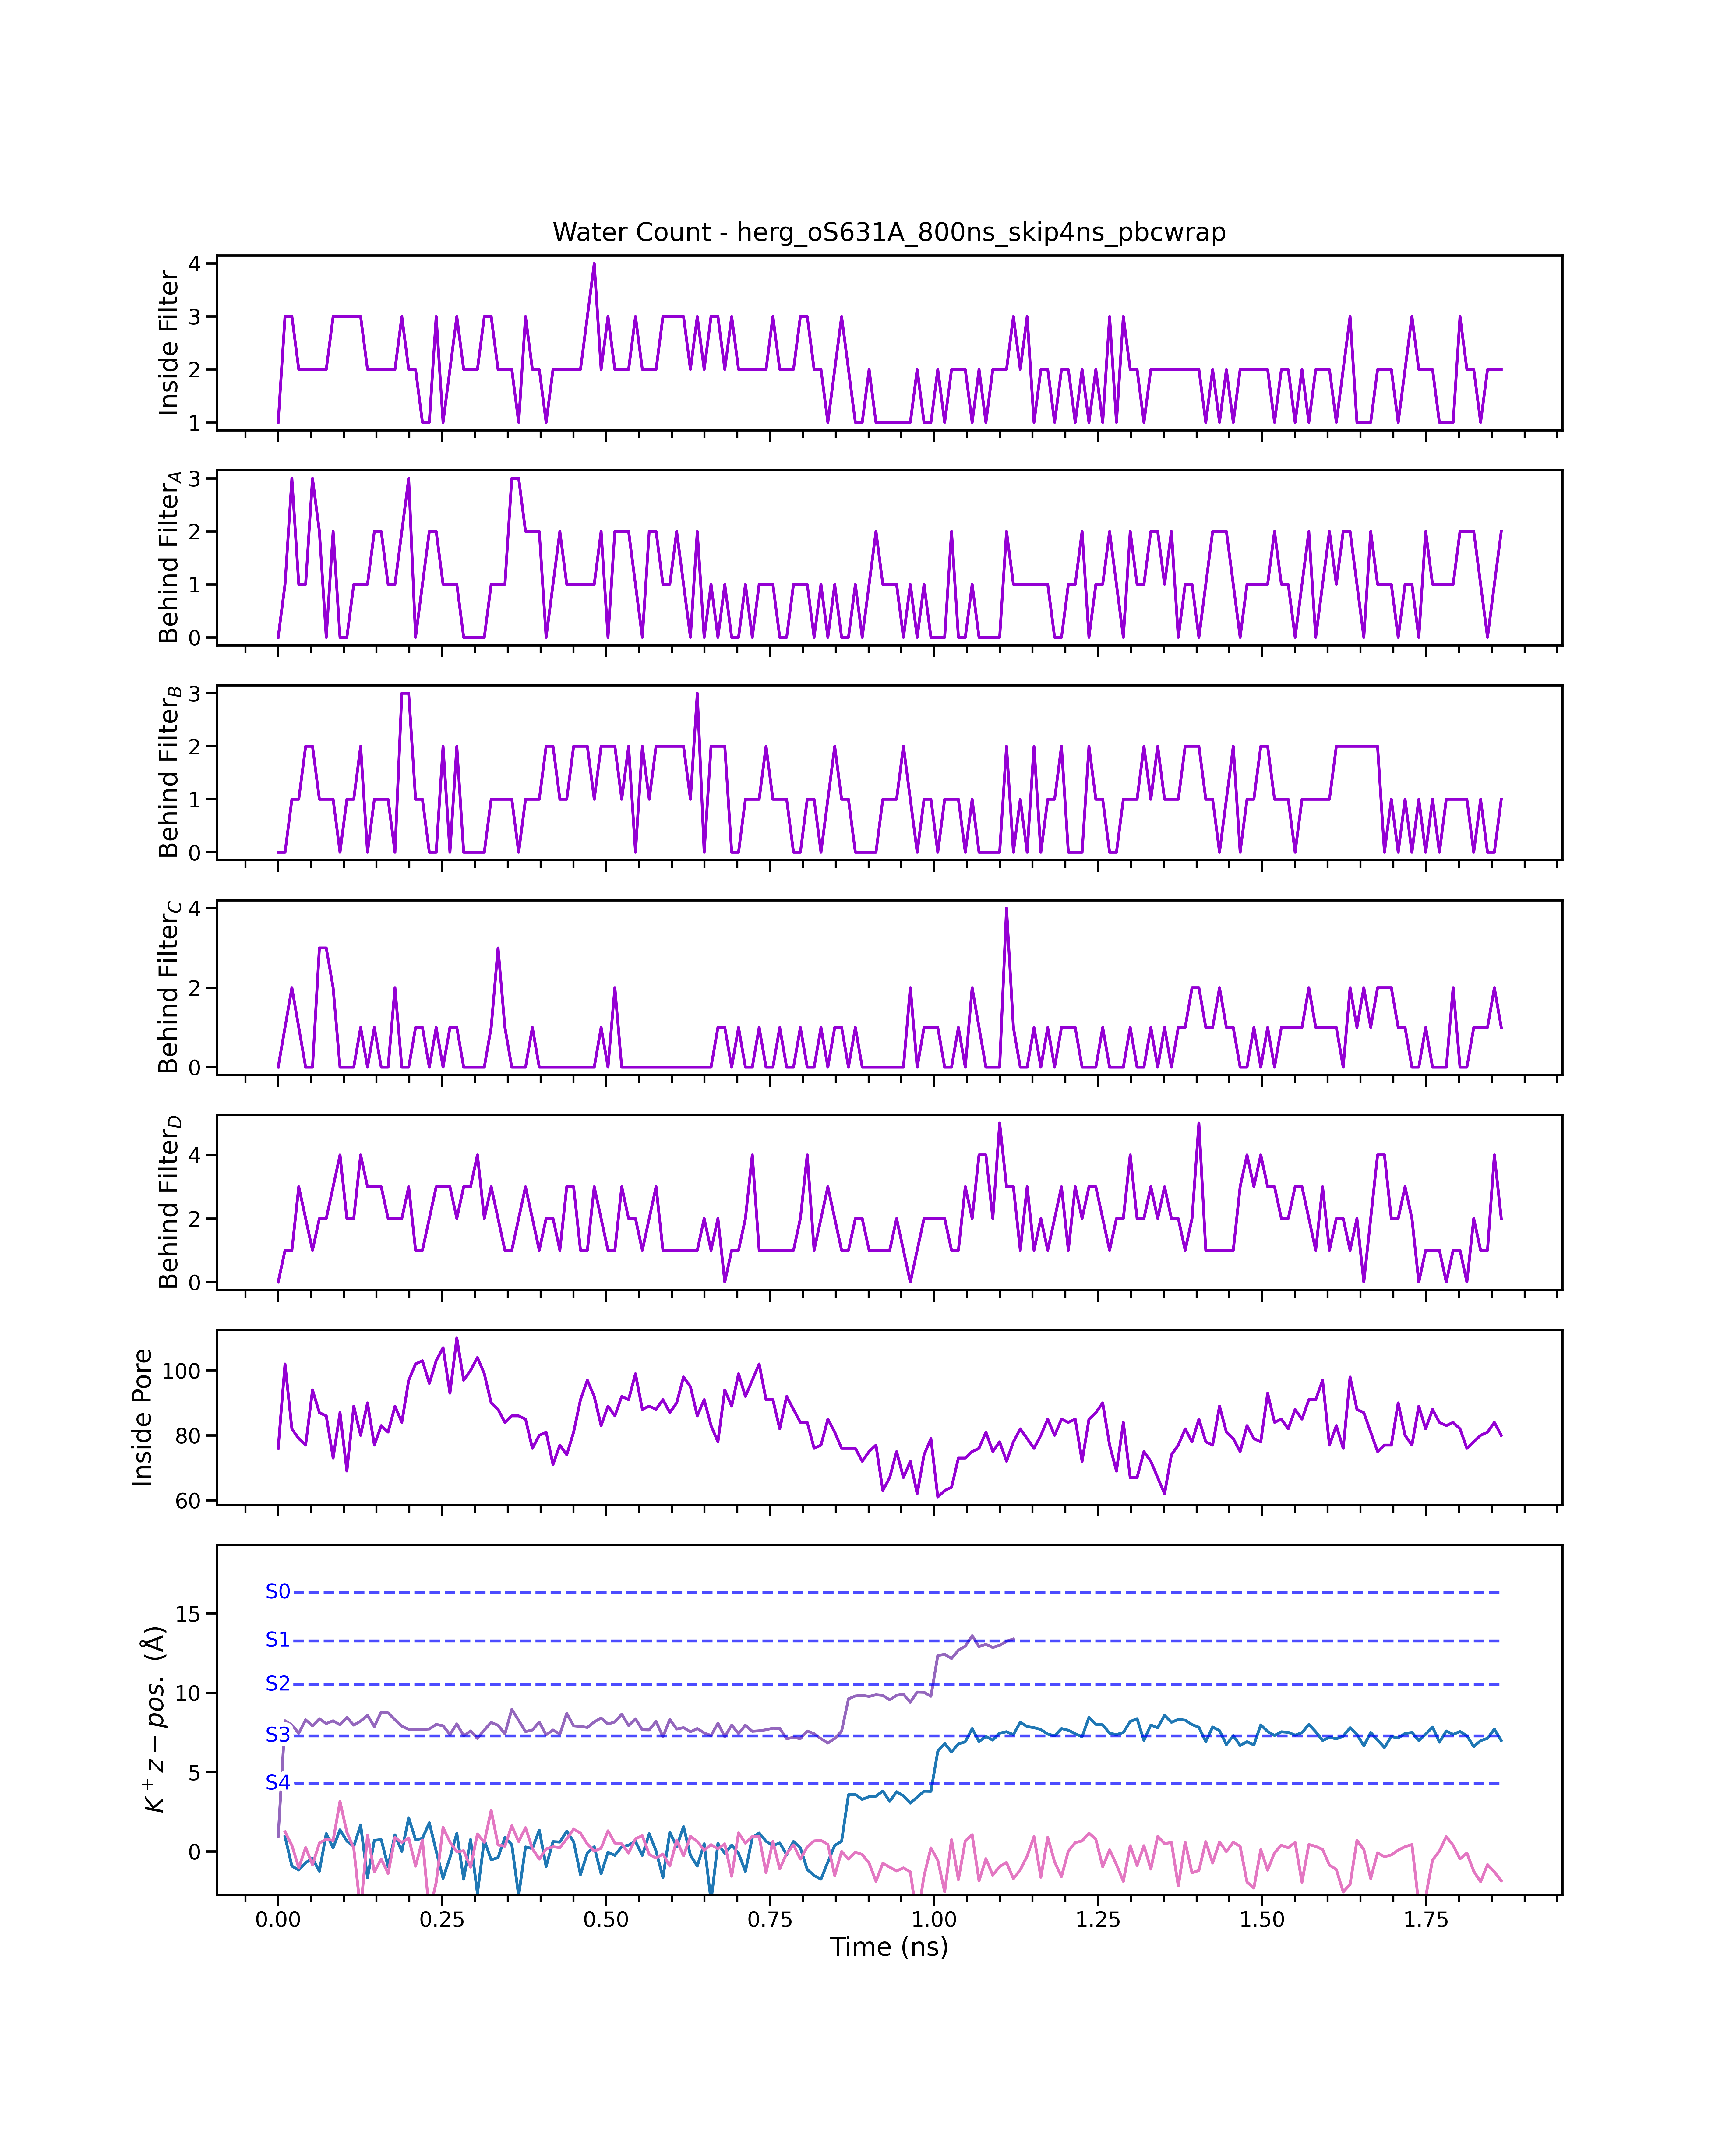 Water Count - herg_oS631A_800ns_skip4ns_pbcwrap
Inside Filter
4
3
2
1
Behind Filter_A
3
2
1
0
Behind Filter_B
3
2
1
0
Behind Filter_C
4
2
0
Behind Filter_D
4
2
0
Inside Pore
100
80
60
K⁺ z − pos. (Å)
15
10
5
0
S0
S1
S2
S3
S4
0.00 0.25 0.50 0.75 1.00 1.25 1.50 1.75
Time (ns)